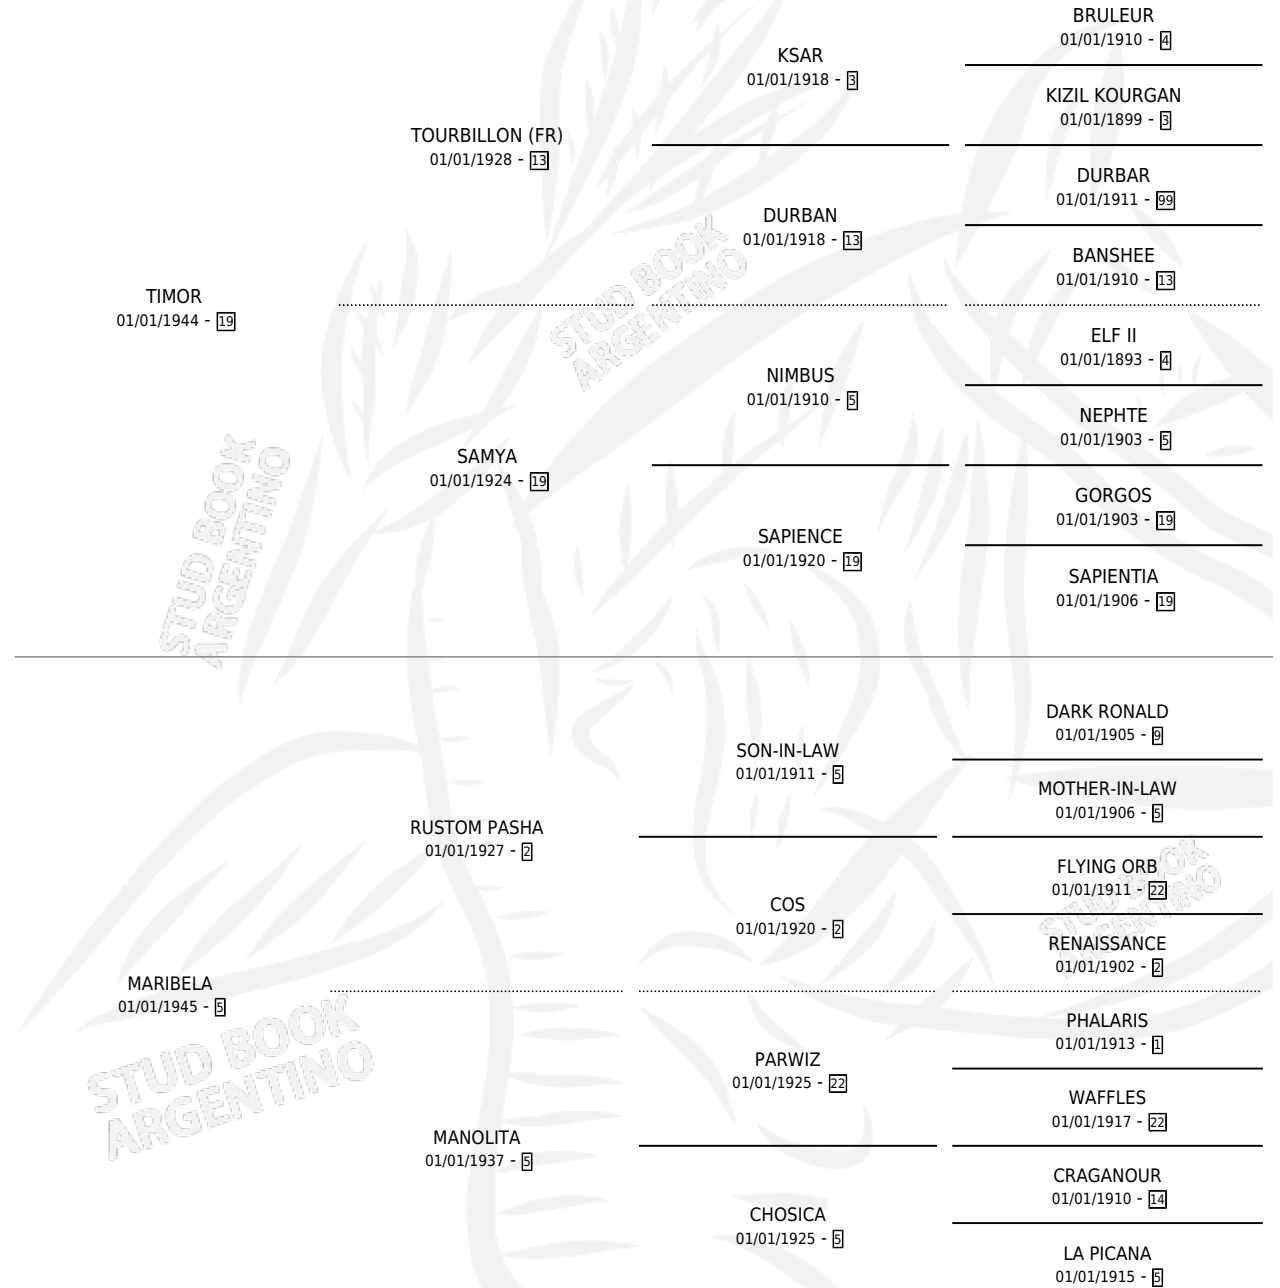 BRULEUR
01/01/1910 - 4
KSAR
01/01/1918 - 3
KIZIL KOURGAN
01/01/1899 - 3
TOURBILLON (FR)
01/01/1928 - 13
DURBAR
01/01/1911 - 99
DURBAN
01/01/1918 - 13
BANSHEE
01/01/1910 - 13
TIMOR
01/01/1944 - 19
ELF II
01/01/1893 - 4
NIMBUS
01/01/1910 - 5
NEPHTE
01/01/1903 - 5
SAMYA
01/01/1924 - 19
GORGOS
01/01/1903 - 19
SAPIENCE
01/01/1920 - 19
SAPIENTIA
01/01/1906 - 19
STUD BOOK
ARGENTINO
STUD BOOK
ARGENTINO
DARK RONALD
01/01/1905 - 9
SON-IN-LAW
01/01/1911 - 5
MOTHER-IN-LAW
01/01/1906 - 5
RUSTOM PASHA
01/01/1927 - 2
FLYING ORB
01/01/1911 - 22
COS
01/01/1920 - 2
RENAISSANCE
01/01/1902 - 2
STUD BOOK
ARGENTINO
MARIBELA
01/01/1945 - 5
PHALARIS
01/01/1913 - 1
PARWIZ
01/01/1925 - 22
WAFFLES
01/01/1917 - 22
STUD BOOK
ARGENTINO
MANOLITA
01/01/1937 - 5
CRAGANOUR
01/01/1910 - 14
CHOSICA
01/01/1925 - 5
LA PICANA
01/01/1915 - 5